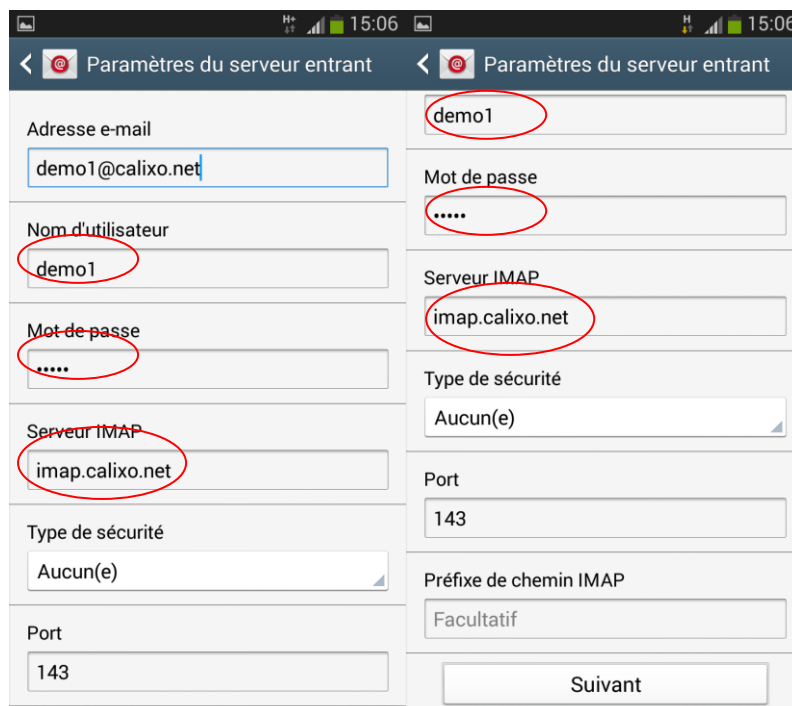 15:06
Paramètres du serveur entrant
Adresse e-mail
demo1@calixo.net
Nom d'utilisateur
demo1
Mot de passe
•••••
Serveur IMAP
imap.calixo.net
Type de sécurité
Aucun(e)
Port
143
H 15:06
Paramètres du serveur entrant
demo1
Mot de passe
•••••
Serveur IMAP
imap.calixo.net
Type de sécurité
Aucun(e)
Port
143
Préfixe de chemin IMAP
Facultatif
Suivant